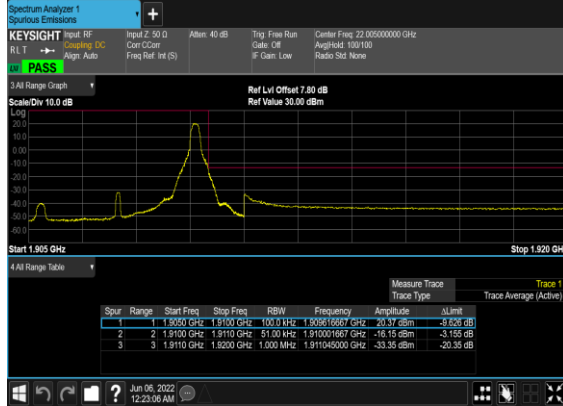 Spectrum Analyzer 1
Spurious Emissions
+
KEYSIGHT Input: RF Input Z: 50 Ω Atten: 40 dB Trig: Free Run Center Freq: 22.005000000 GHz
RLT Coupling: DC Corr CCorr Gate: Off Avg|Hold: 100/100
Align: Auto Freq Ref: Int (S) IF Gain: Low Radio Std: None
PASS
3 All Range Graph Ref Lvl Offset 7.80 dB
Scale/Div 10.0 dB Ref Value 30.00 dBm
Log
20.0
10.0
0.00
-10.0
-20.0
-30.0
-40.0
-50.0
-60.0
Start 1.905 GHz Stop 1.920 GH
4 All Range Table
Measure Trace Trace 1
Trace Type Trace Average (Active)
Spur Range Start Freq Stop Freq RBW Frequency Amplitude ΔLimit
1 1 1.9050 GHz 1.9100 GHz 100.0 kHz 1.909616667 GHz 20.37 dBm -9.626 dB
2 2 1.9100 GHz 1.9110 GHz 51.00 kHz 1.910001667 GHz -16.15 dBm -3.155 dB
3 3 1.9110 GHz 1.9200 GHz 1.000 MHz 1.911045000 GHz -33.35 dBm -20.35 dB
? Jun 06, 2022
12:23:06 AM